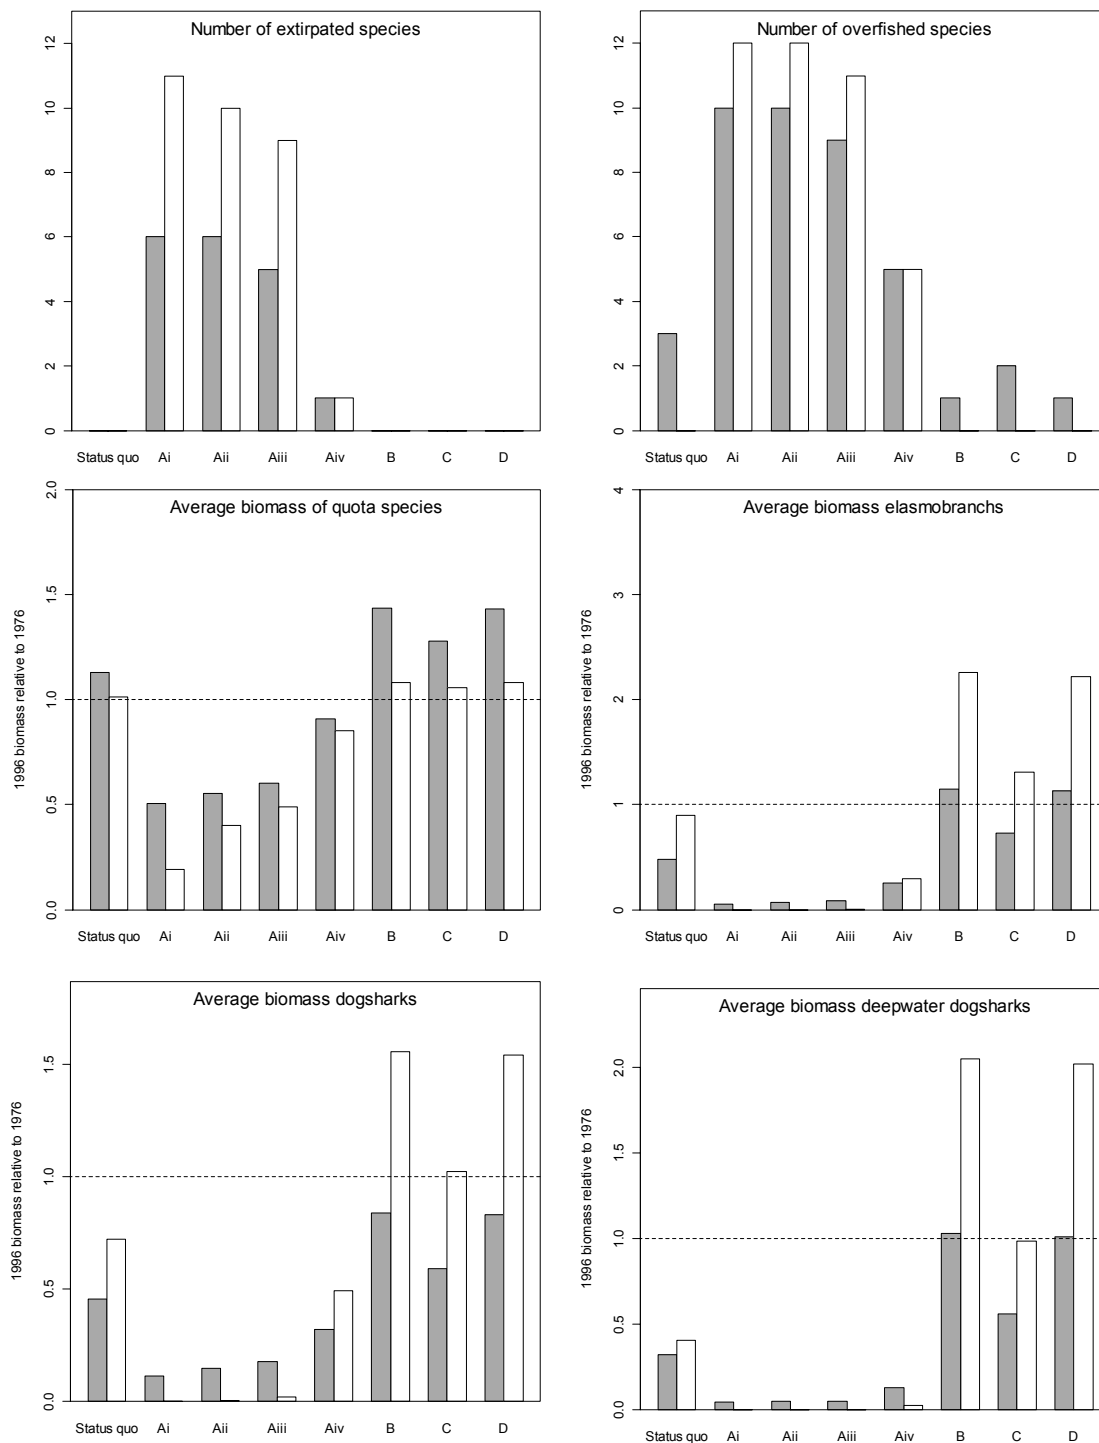 Number of extirpated species
12
10
8
6
4
2
0
Status quo Ai Aii Aiii Aiv B C D
Number of overfished species
12
10
8
6
4
2
0
Status quo Ai Aii Aiii Aiv B C D
Average biomass of quota species
1996 biomass relative to 1976
2.0
1.5
1.0
0.5
0.0
Status quo Ai Aii Aiii Aiv B C D
Average biomass elasmobranchs
1996 biomass relative to 1976
4
3
2
1
0
Status quo Ai Aii Aiii Aiv B C D
Average biomass dogsharks
1996 biomass relative to 1976
1.5
1.0
0.5
0.0
Status quo Ai Aii Aiii Aiv B C D
Average biomass deepwater dogsharks
1996 biomass relative to 1976
2.0
1.5
1.0
0.5
0.0
Status quo Ai Aii Aiii Aiv B C D